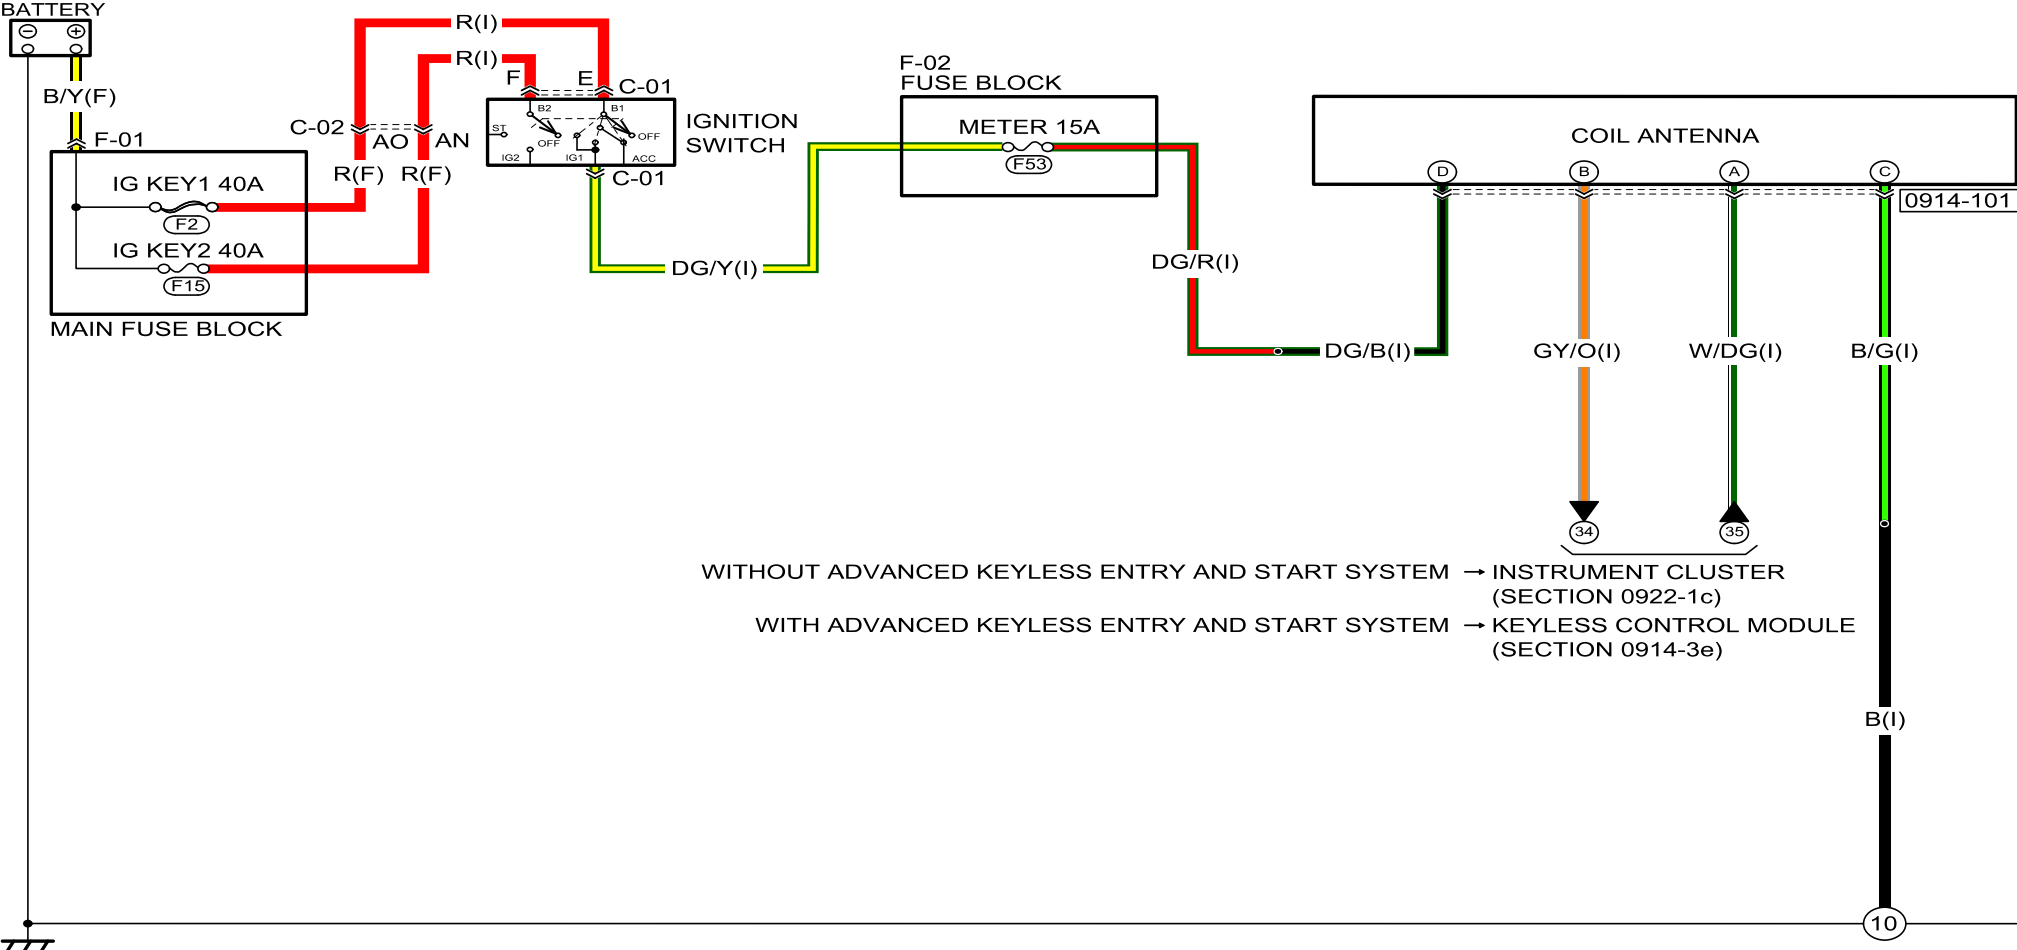 BATTERY
− +
B/Y(F)
F-01
IG KEY1 40A
F2
IG KEY2 40A
F15
MAIN FUSE BLOCK
R(I)
R(I)
C-02
AO
AN
R(F)
R(F)
F
E
C-01
B2
B1
ST
OFF
OFF
IG2
IG1
ACC
IGNITION
SWITCH
C-01
DG/Y(I)
F-02
FUSE BLOCK
METER 15A
F53
DG/R(I)
DG/B(I)
COIL ANTENNA
D
B
A
C
0914-101
GY/O(I)
W/DG(I)
B/G(I)
34
35
WITHOUT ADVANCED KEYLESS ENTRY AND START SYSTEM → INSTRUMENT CLUSTER
(SECTION 0922-1c)
WITH ADVANCED KEYLESS ENTRY AND START SYSTEM → KEYLESS CONTROL MODULE
(SECTION 0914-3e)
B(I)
10